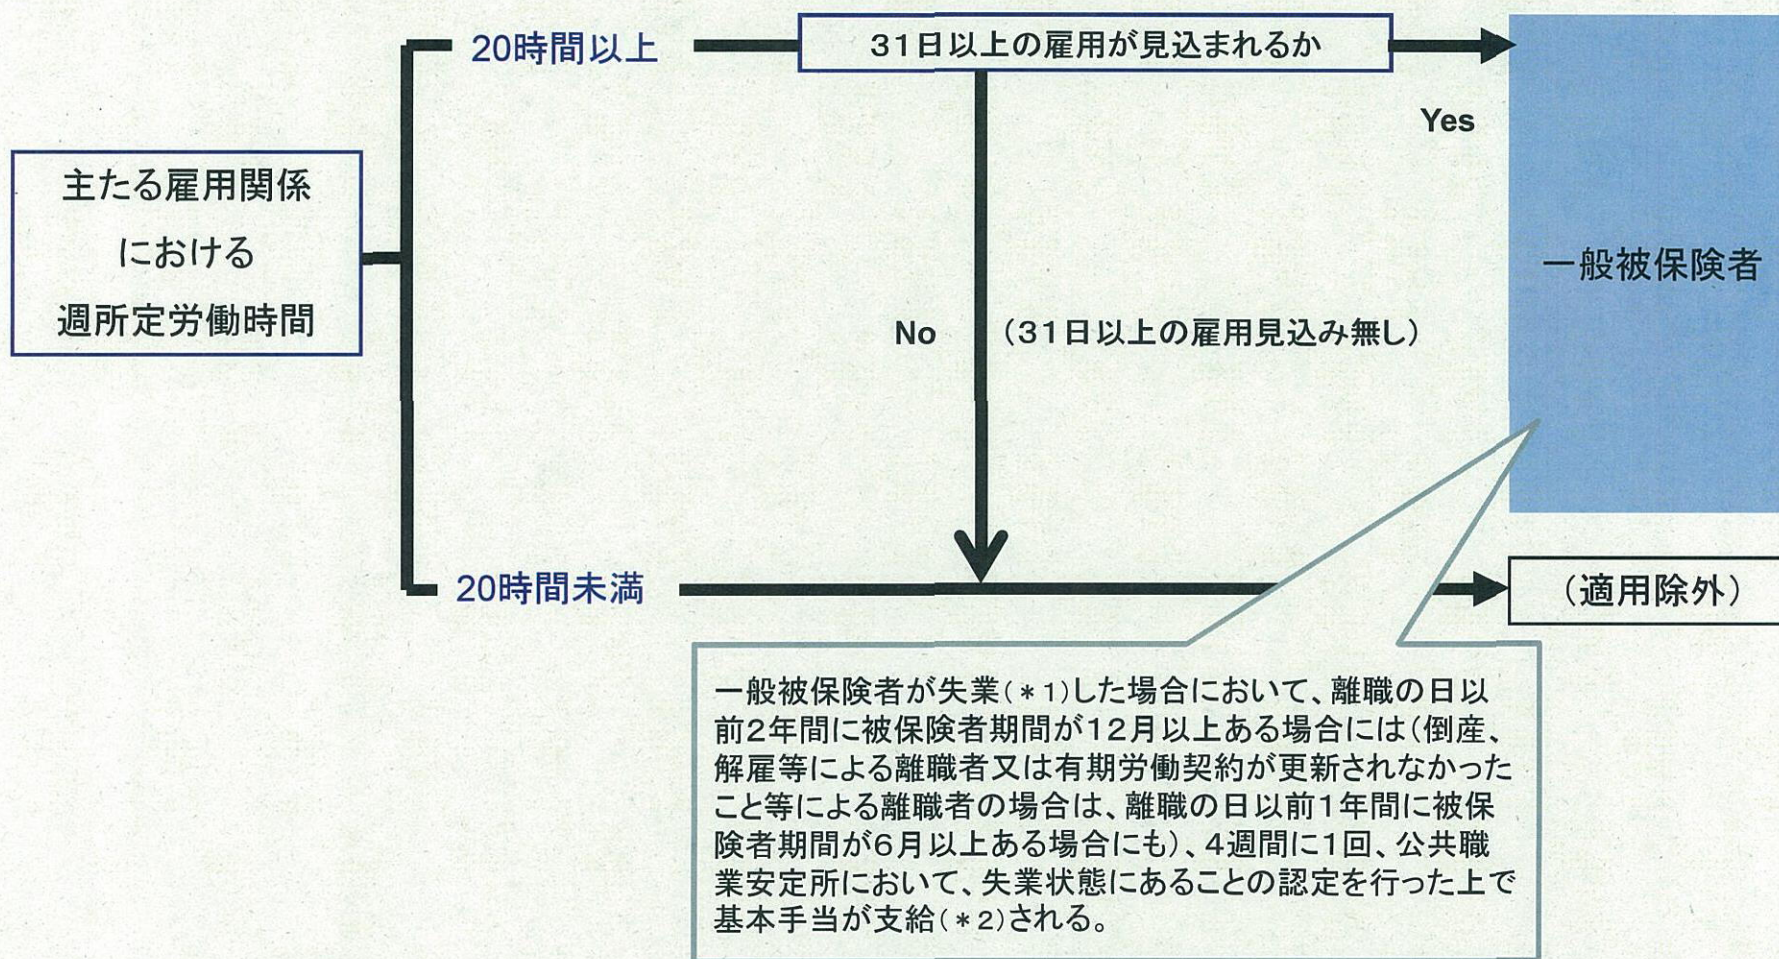 20時間以上
31日以上の雇用が見込まれるか
Yes
主たる雇用関係
における
週所定労働時間
一般被保険者
No
（31日以上の雇用見込み無し）
20時間未満
（適用除外）
一般被保険者が失業（＊1）した場合において、離職の日以
前2年間に被保険者期間が12月以上ある場合には（倒産、
解雇等による離職者又は有期労働契約が更新されなかった
こと等による離職者の場合は、離職の日以前1年間に被保
険者期間が6月以上ある場合にも）、4週間に1回、公共職
業安定所において、失業状態にあることの認定を行った上で
基本手当が支給（＊2）される。